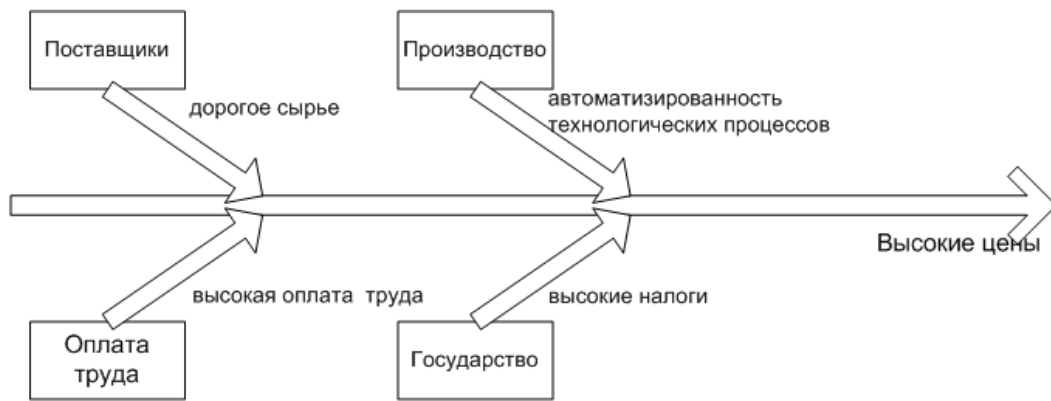 Поставщики
Производство
дорогое сырье
автоматизированность
технологических процессов
Высокие цены
высокая оплата труда
высокие налоги
Оплата
труда
Государство